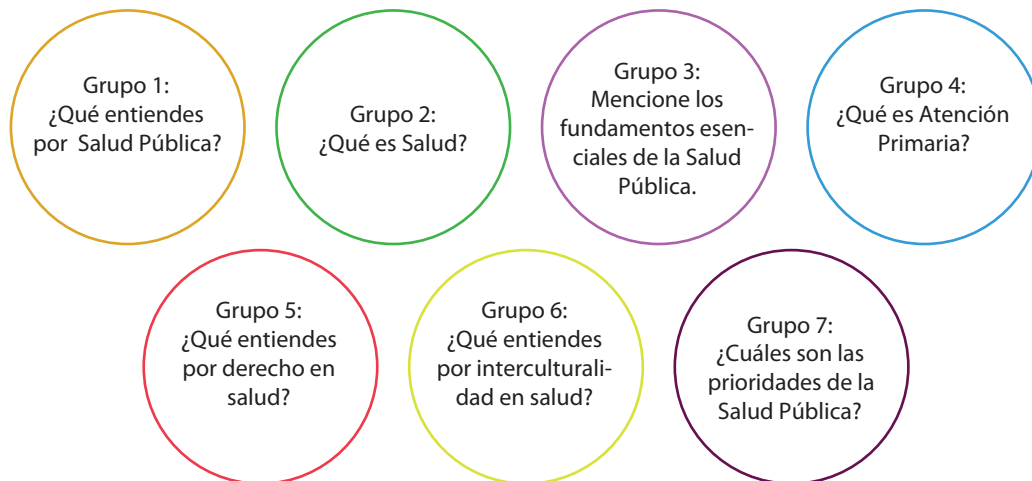 Grupo 1:
¿Qué entiendes
por Salud Pública?
Grupo 2:
¿Qué es Salud?
Grupo 3:
Mencione los
fundamentos esen-
ciales de la Salud
Pública.
Grupo 4:
¿Qué es Atención
Primaria?
Grupo 5:
¿Qué entiendes
por derecho en
salud?
Grupo 6:
¿Qué entiendes
por interculturali-
dad en salud?
Grupo 7:
¿Cuáles son las
prioridades de la
Salud Pública?